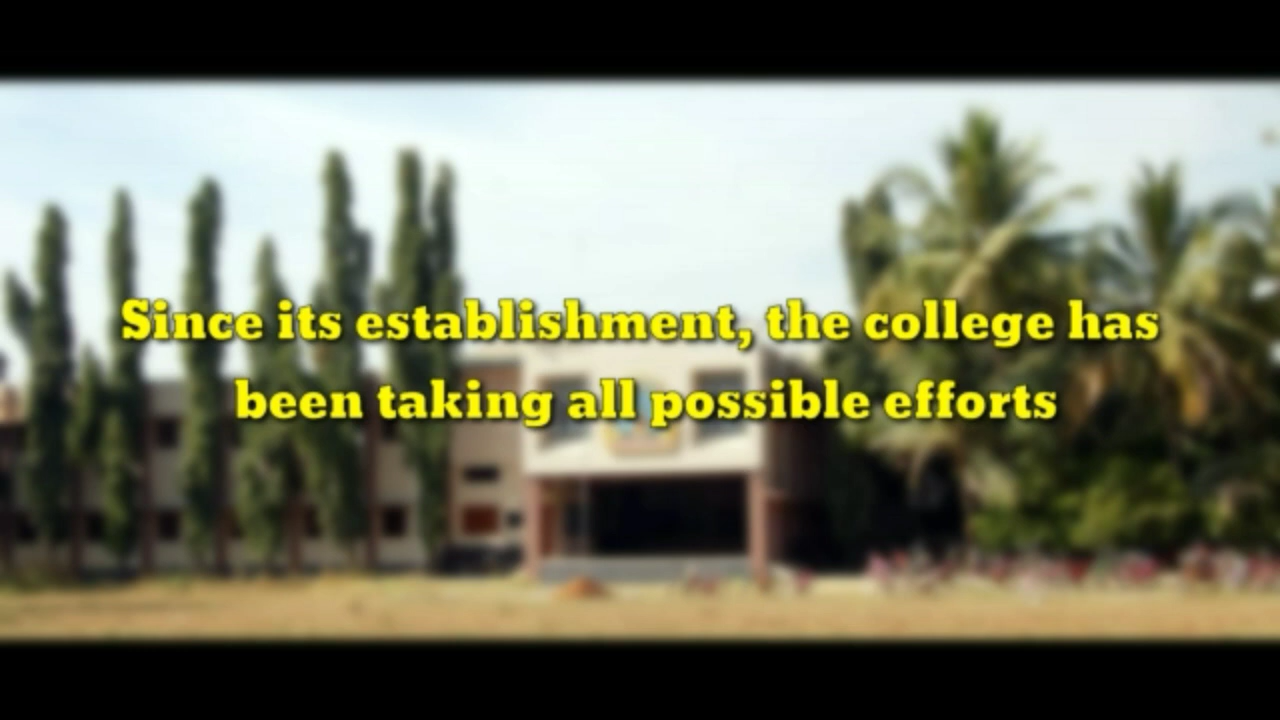 Since its establishment, the college has
been taking all possible efforts